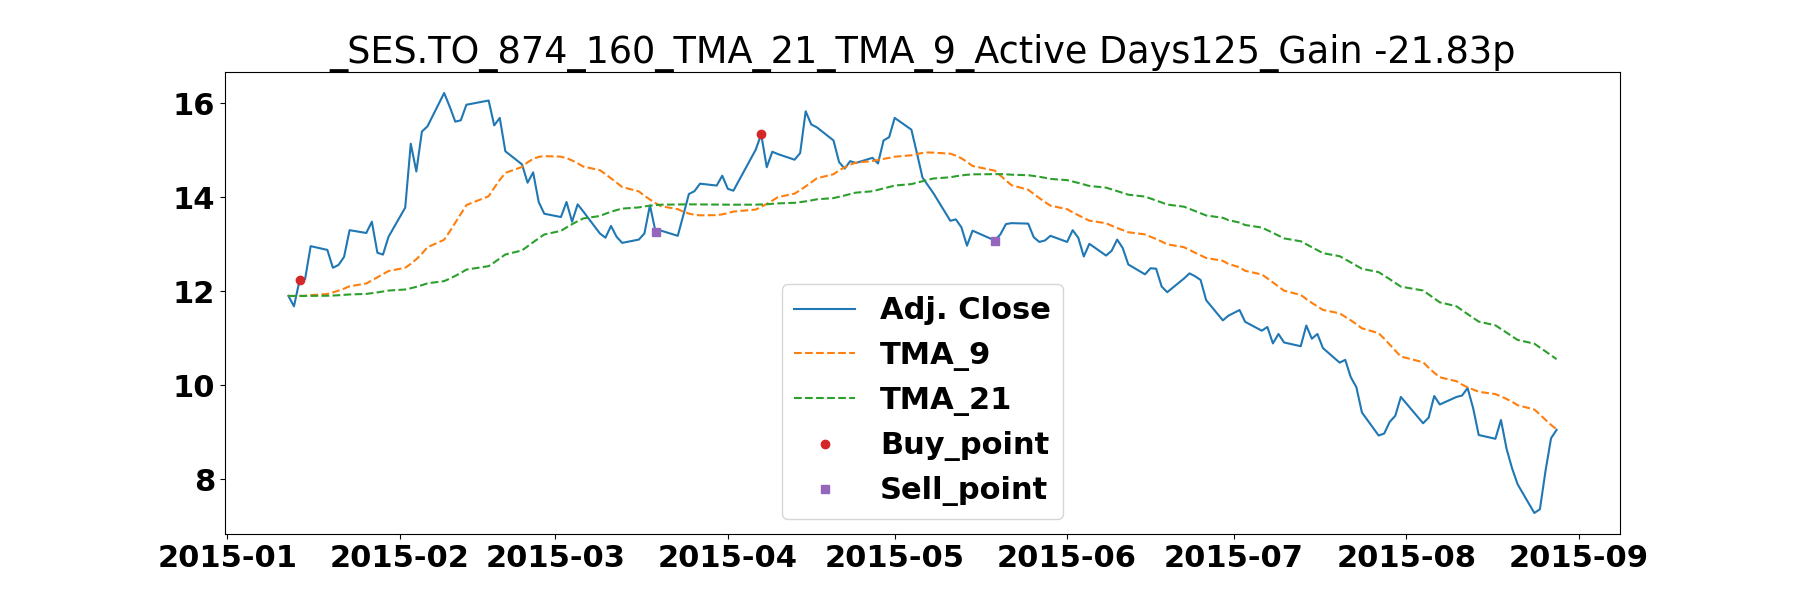 _SES.TO_874_160_TMA_21_TMA_9_Active Days125_Gain -21.83p
16
14
12
10
8
2015-01 2015-02 2015-03 2015-04 2015-05 2015-06 2015-07 2015-08 2015-09
Adj. Close
TMA_9
TMA_21
Buy_point
Sell_point